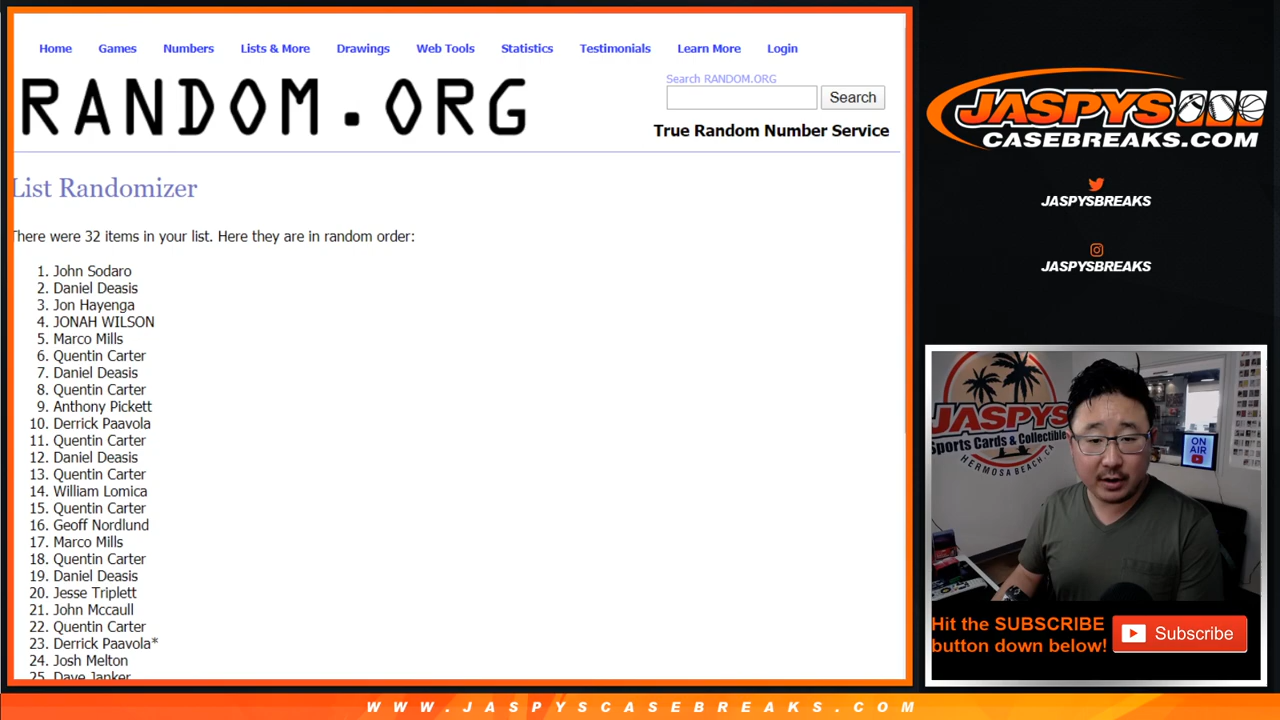 Home Games Numbers Lists & More Drawings Web Tools Statistics Testimonials Learn More Login
RANDOM.ORG
Search RANDOM.ORG
Search
True Random Number Service
List Randomizer
There were 32 items in your list. Here they are in random order:
1. John Sodaro
2. Daniel Deasis
3. Jon Hayenga
4. JONAH WILSON
5. Marco Mills
6. Quentin Carter
7. Daniel Deasis
8. Quentin Carter
9. Anthony Pickett
10. Derrick Paavola
11. Quentin Carter
12. Daniel Deasis
13. Quentin Carter
14. William Lomica
15. Quentin Carter
16. Geoff Nordlund
17. Marco Mills
18. Quentin Carter
19. Daniel Deasis
20. Jesse Triplett
21. John Mccaull
22. Quentin Carter
23. Derrick Paavola*
24. Josh Melton
25. Dave Janker
JASPYS
CASEBREAKS.COM
JASPYSBREAKS
JASPYSBREAKS
JASPYS
Sports Cards & Collectible
HERMOSA BEACH, CA
ON AIR
Hit the SUBSCRIBE
button down below!
Subscribe
WWW.JASPYSCASEBREAKS.COM